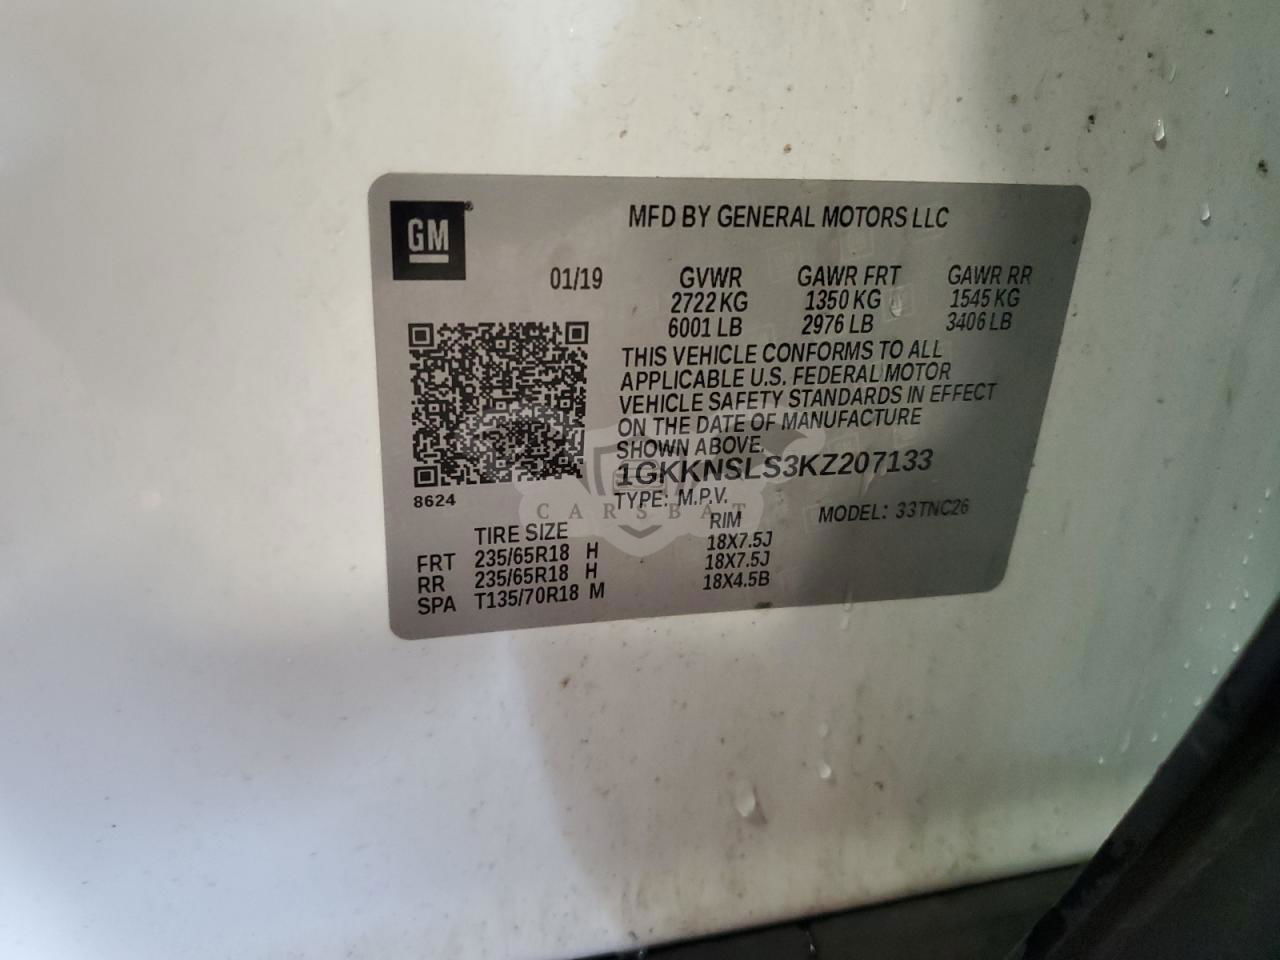 GM
MFD BY GENERAL MOTORS LLC
01/19 GVWR GAWR FRT GAWR RR
2722 KG 1350 KG 1545 KG
6001 LB 2976 LB 3406 LB
THIS VEHICLE CONFORMS TO ALL
APPLICABLE U.S. FEDERAL MOTOR
VEHICLE SAFETY STANDARDS IN EFFECT
ON THE DATE OF MANUFACTURE
SHOWN ABOVE.
1GKKNSLS3KZ207133
8624
TYPE: M.P.V. MODEL: 33TNC26
CARSBAT
TIRE SIZE RIM
FRT 235/65R18 H 18X7.5J
RR 235/65R18 H 18X7.5J
SPA T135/70R18 M 18X4.5B